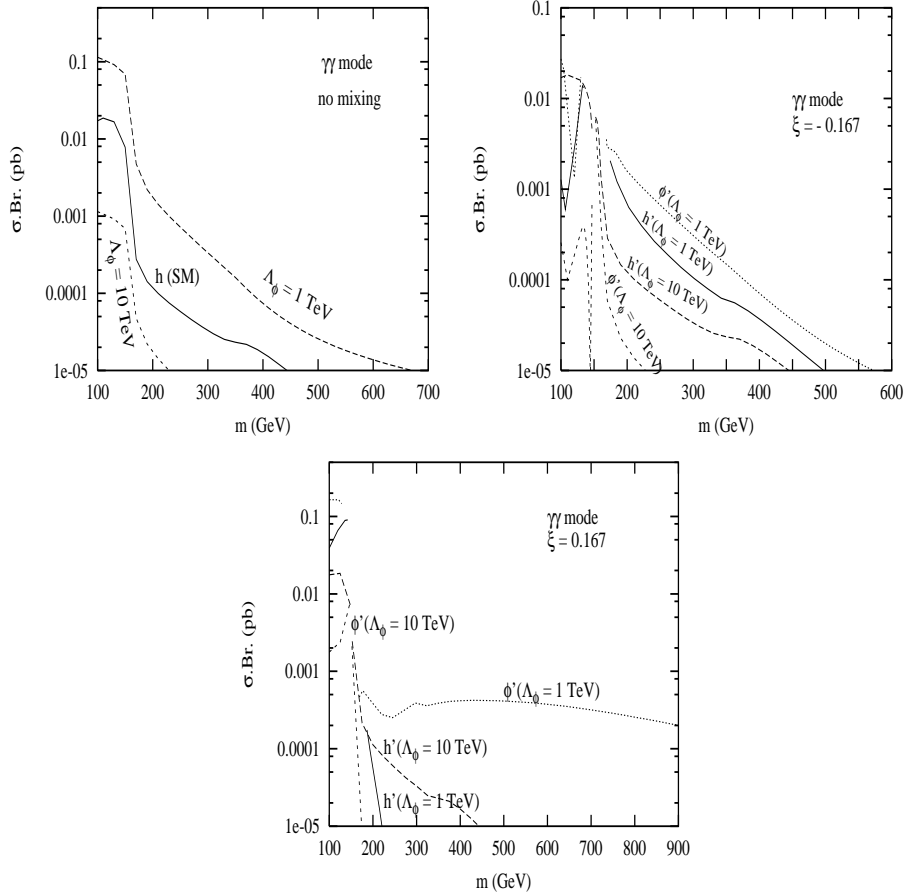 0.1
0.01
0.001
0.0001
1e-05
100 200 300 400 500 600 700
m (GeV)
σ.Br. (pb)
γγ mode
no mixing
h (SM)
Λϕ = 1 TeV
Λϕ = 10 TeV
0.1
0.01
0.001
0.0001
1e-05
100 200 300 400 500 600
m (GeV)
σ.Br. (pb)
γγ mode
ξ = - 0.167
ϕ'(Λϕ = 1 TeV)
h'(Λϕ = 1 TeV)
h'(Λϕ = 10 TeV)
ϕ'(Λϕ = 10 TeV)
0.1
0.01
0.001
0.0001
1e-05
100 200 300 400 500 600 700 800 900
m (GeV)
σ.Br. (pb)
γγ mode
ξ = 0.167
ϕ'(Λϕ = 10 TeV)
ϕ'(Λϕ = 1 TeV)
h'(Λϕ = 10 TeV)
h'(Λϕ = 1 TeV)